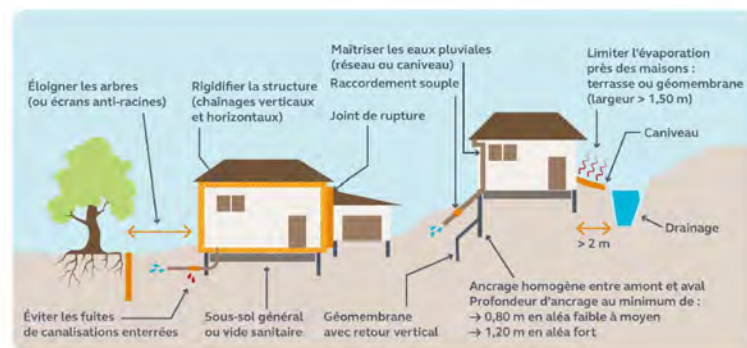 Éloigner les arbres
(ou écrans anti-racines)
Rigidifier la structure
(chaînages verticaux
et horizontaux)
Maîtriser les eaux pluviales
(réseau ou caniveau)
Raccordement souple
Joint de rupture
Limiter l'évaporation
près des maisons :
terrasse ou géomembrane
(largeur > 1,50 m)
Caniveau
Drainage
> 2 m
Éviter les fuites
de canalisations enterrées
Sous-sol général
ou vide sanitaire
Géomembrane
avec retour vertical
Ancrage homogène entre amont et aval
Profondeur d'ancrage au minimum de :
→ 0,80 m en aléa faible à moyen
→ 1,20 m en aléa fort